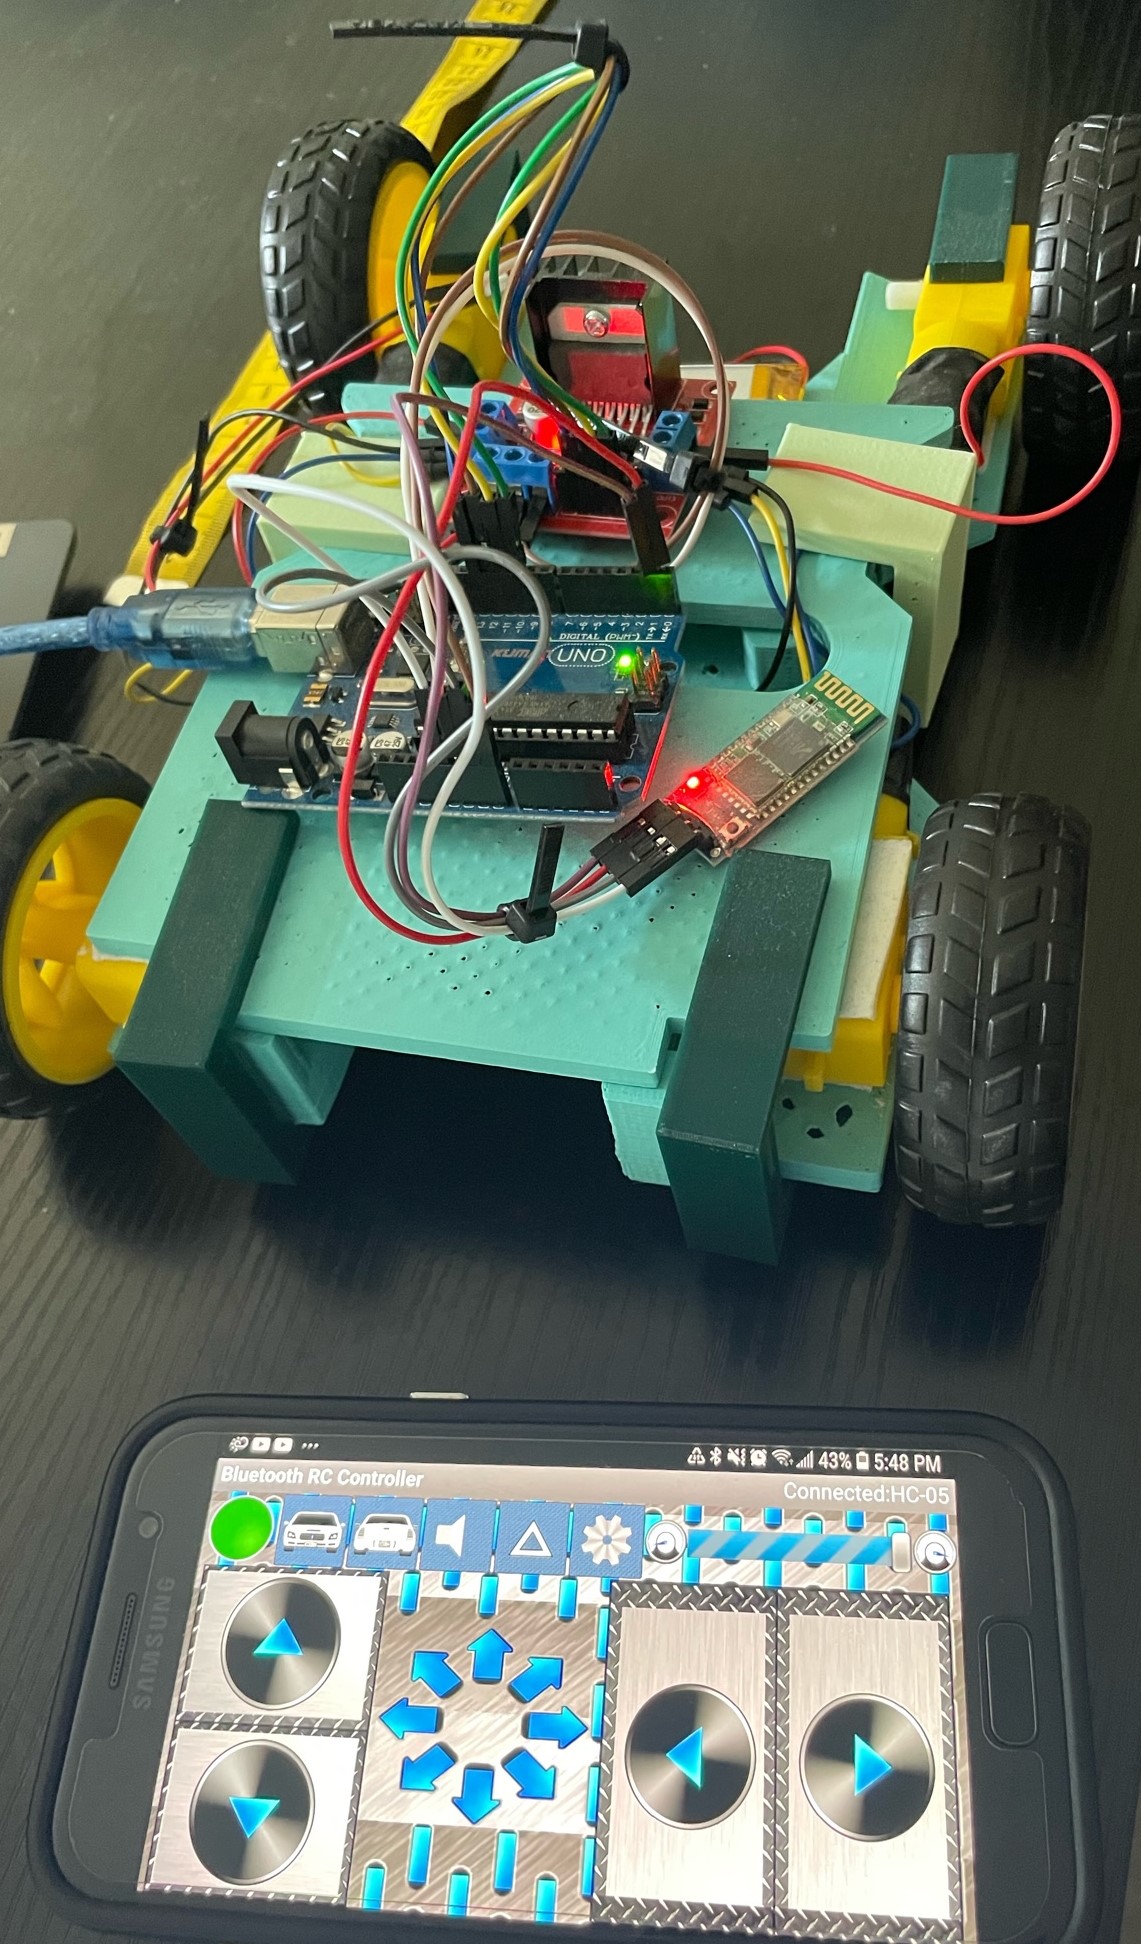 UNO
DIGITAL (PWM~)
43% 5:48 PM
Bluetooth RC Controller
Connected:HC-05
SAMSUNG